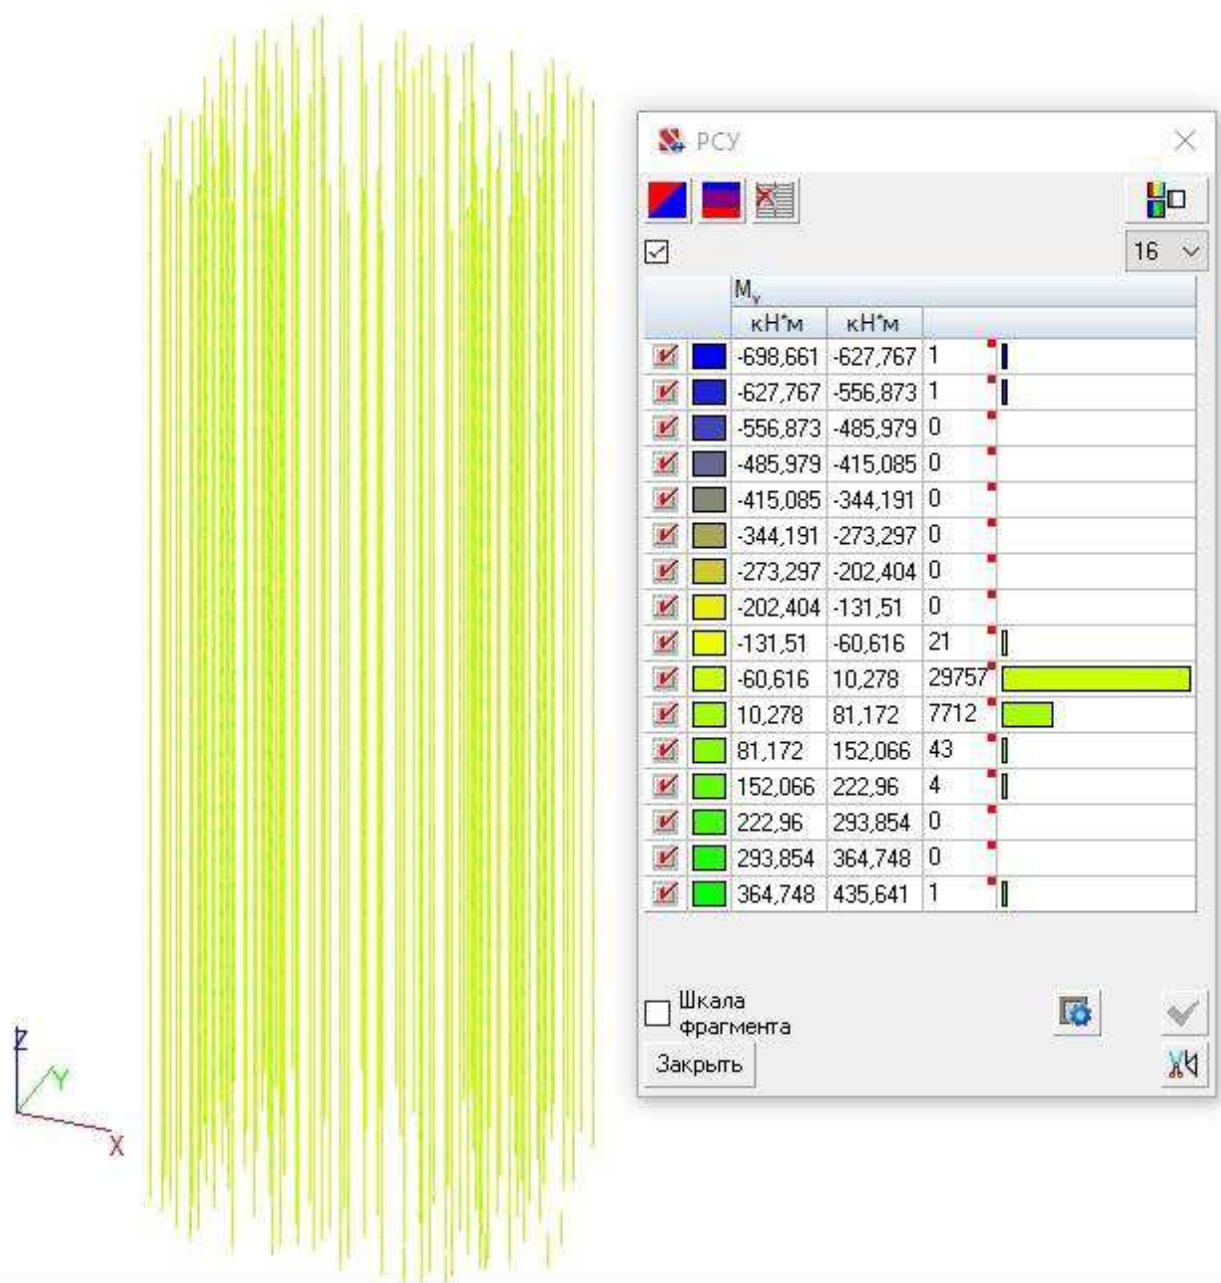 РСУ
16
Mу
кН*м кН*м
-698,661 -627,767 1
-627,767 -556,873 1
-556,873 -485,979 0
-485,979 -415,085 0
-415,085 -344,191 0
-344,191 -273,297 0
-273,297 -202,404 0
-202,404 -131,51 0
-131,51 -60,616 21
-60,616 10,278 29757
10,278 81,172 7712
81,172 152,066 43
152,066 222,96 4
222,96 293,854 0
293,854 364,748 0
364,748 435,641 1
Шкала
фрагмента
Закрыть
Z
Y
X